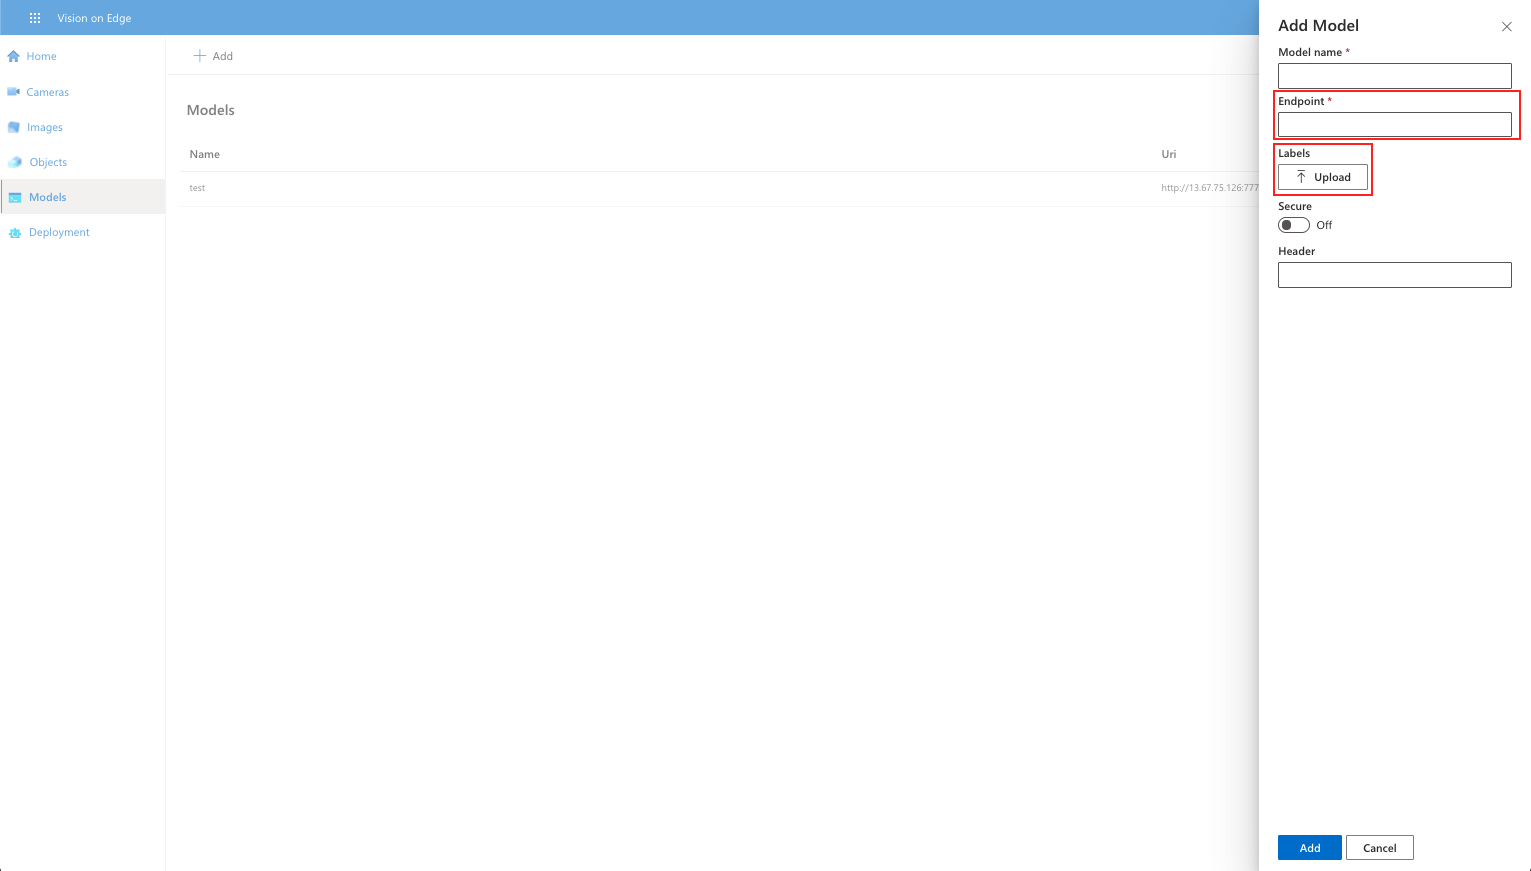 Vision on Edge
Home
Cameras
Images
Objects
Models
Deployment
Add
Models
Name Uri
test http://13.67.75.126:777
Add Model
Model name *
Endpoint *
Labels
Upload
Secure
Off
Header
Add Cancel